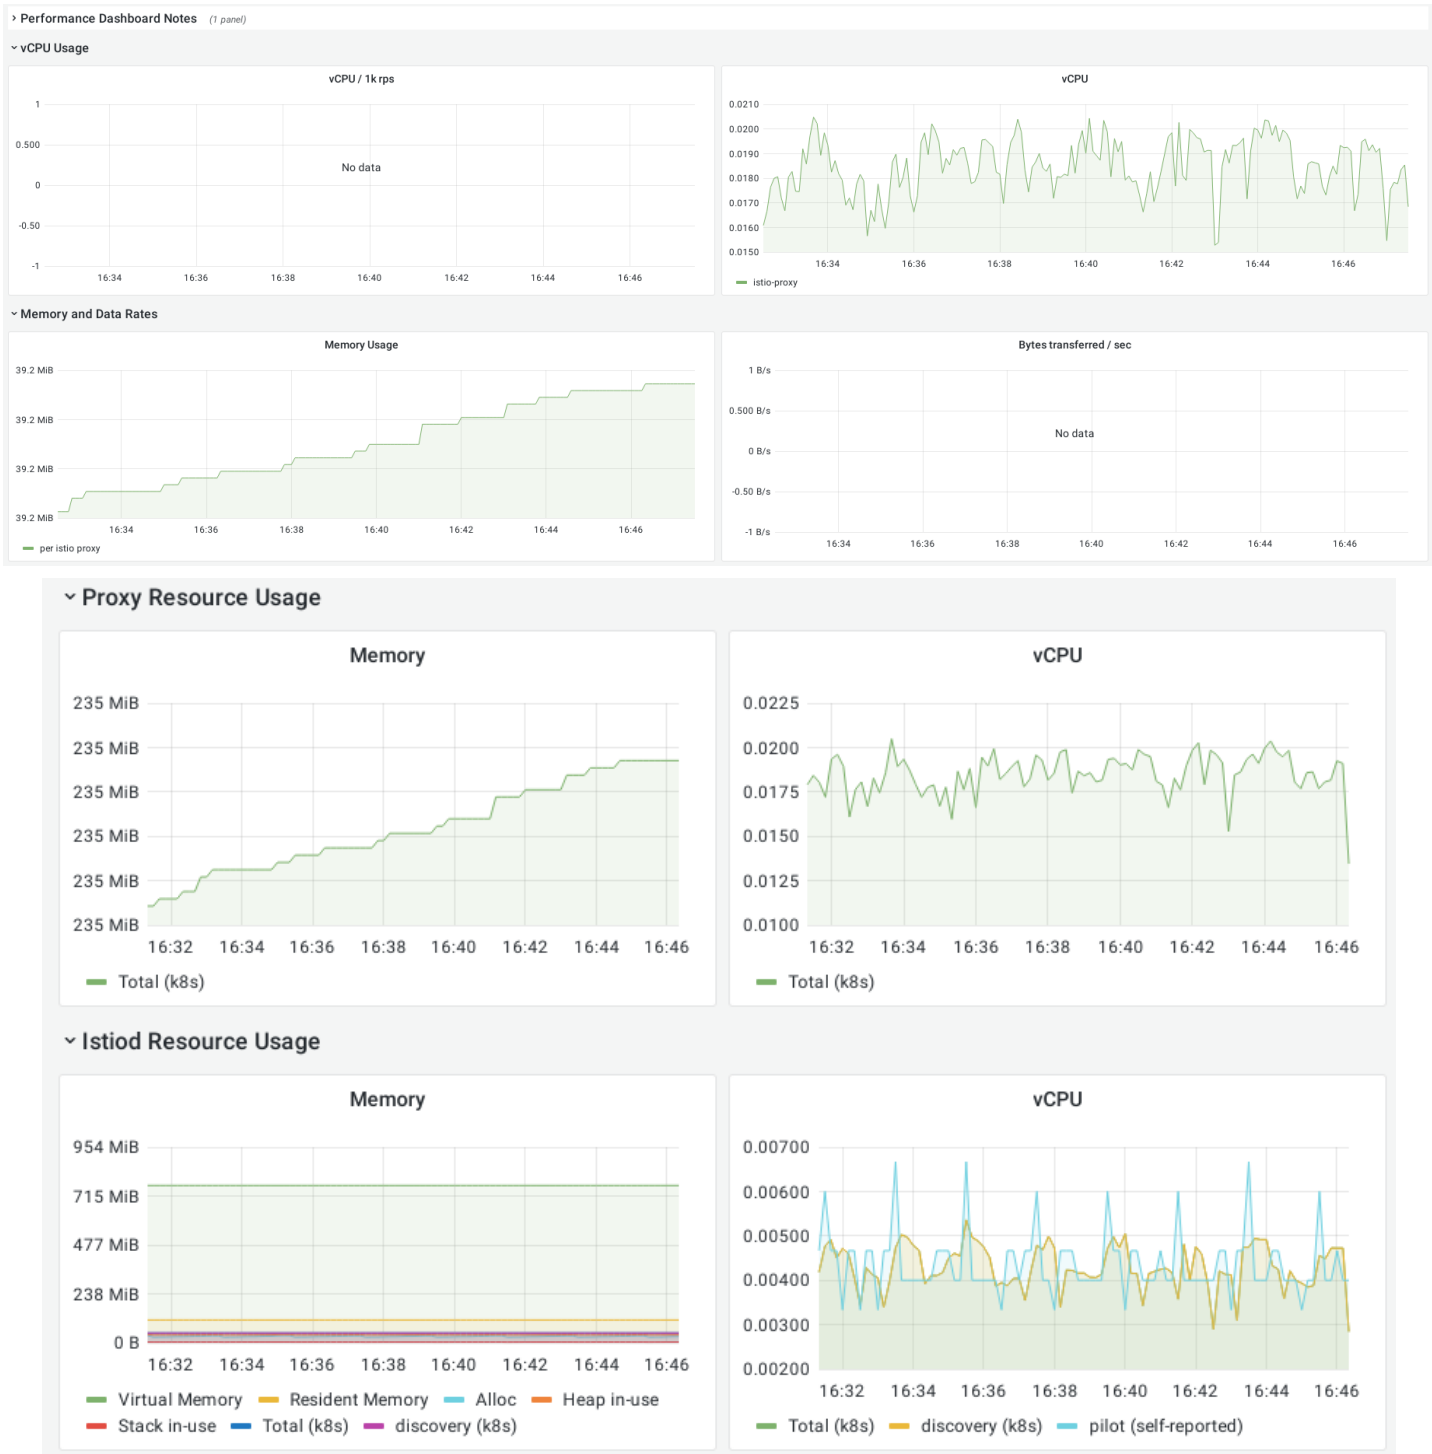 Performance Dashboard Notes (1 panel)
vCPU Usage
vCPU / 1k rps
1
0.500
0
-0.50
-1
No data
16:34 16:36 16:38 16:40 16:42 16:44 16:46
vCPU
0.0210
0.0200
0.0190
0.0180
0.0170
0.0160
0.0150
16:34 16:36 16:38 16:40 16:42 16:44 16:46
istio-proxy
Memory and Data Rates
Memory Usage
39.2 MiB
39.2 MiB
39.2 MiB
39.2 MiB
16:34 16:36 16:38 16:40 16:42 16:44 16:46
per istio proxy
Bytes transferred / sec
1 B/s
0.500 B/s
0 B/s
-0.50 B/s
-1 B/s
No data
16:34 16:36 16:38 16:40 16:42 16:44 16:46
Proxy Resource Usage
Memory
235 MiB
235 MiB
235 MiB
235 MiB
235 MiB
235 MiB
16:32 16:34 16:36 16:38 16:40 16:42 16:44 16:46
Total (k8s)
vCPU
0.0225
0.0200
0.0175
0.0150
0.0125
0.0100
16:32 16:34 16:36 16:38 16:40 16:42 16:44 16:46
Total (k8s)
Istiod Resource Usage
Memory
954 MiB
715 MiB
477 MiB
238 MiB
0 B
16:32 16:34 16:36 16:38 16:40 16:42 16:44 16:46
Virtual Memory Resident Memory Alloc Heap in-use
Stack in-use Total (k8s) discovery (k8s)
vCPU
0.00700
0.00600
0.00500
0.00400
0.00300
0.00200
16:32 16:34 16:36 16:38 16:40 16:42 16:44 16:46
Total (k8s) discovery (k8s) pilot (self-reported)